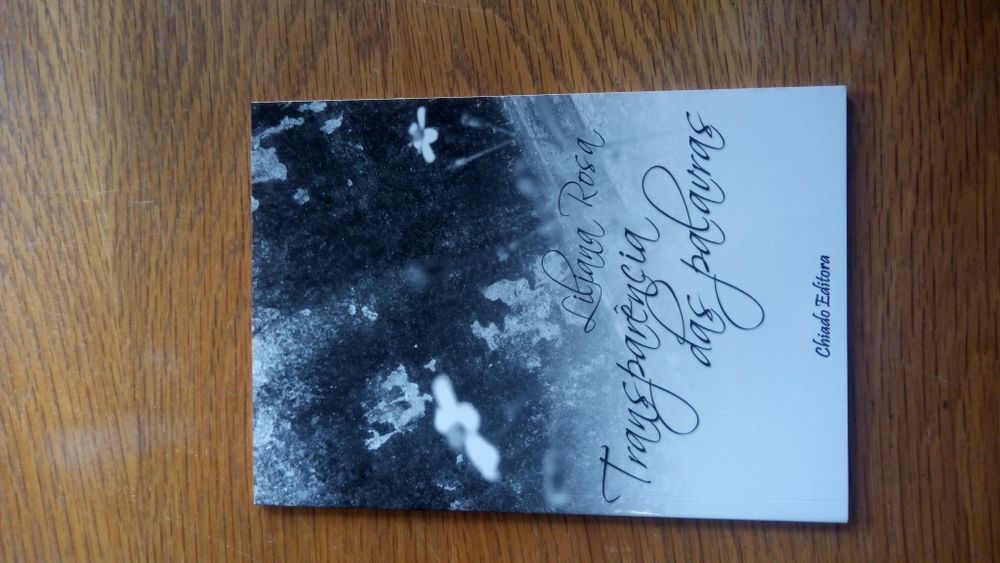 Liliana Rosa
Transparência
das palavras
Chiado Editora